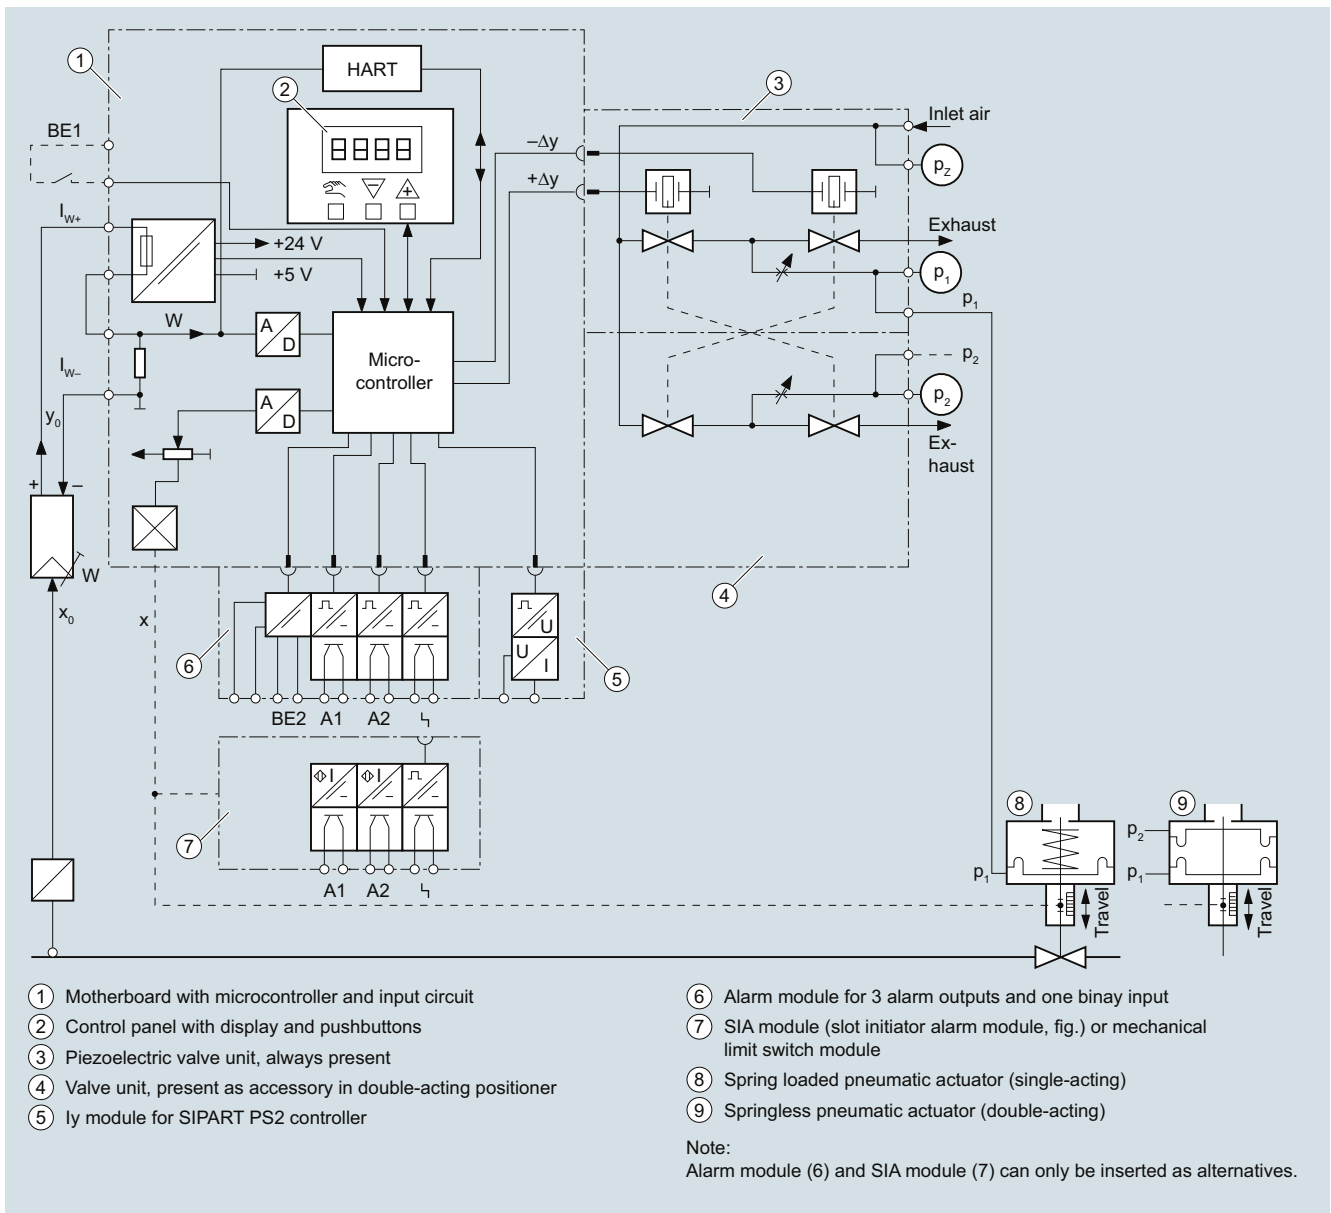 1
HART
2
3
Inlet air
BE1
8888
–Δy
pZ
+Δy
IW+
+24 V
Exhaust
+5 V
p1
p1
W
A
D
Micro-
controller
p2
IW–
A
D
p2
y0
Ex-
haust
+ –
W
4
x0
x
U
U
I
6
5
BE2 A1 A2
I I
7
8
9
p2
p1
p1
A1 A2
Travel
Travel
1 Motherboard with microcontroller and input circuit
2 Control panel with display and pushbuttons
3 Piezoelectric valve unit, always present
4 Valve unit, present as accessory in double-acting positioner
5 Iy module for SIPART PS2 controller
6 Alarm module for 3 alarm outputs and one binay input
7 SIA module (slot initiator alarm module, fig.) or mechanical
limit switch module
8 Spring loaded pneumatic actuator (single-acting)
9 Springless pneumatic actuator (double-acting)
Note:
Alarm module (6) and SIA module (7) can only be inserted as alternatives.